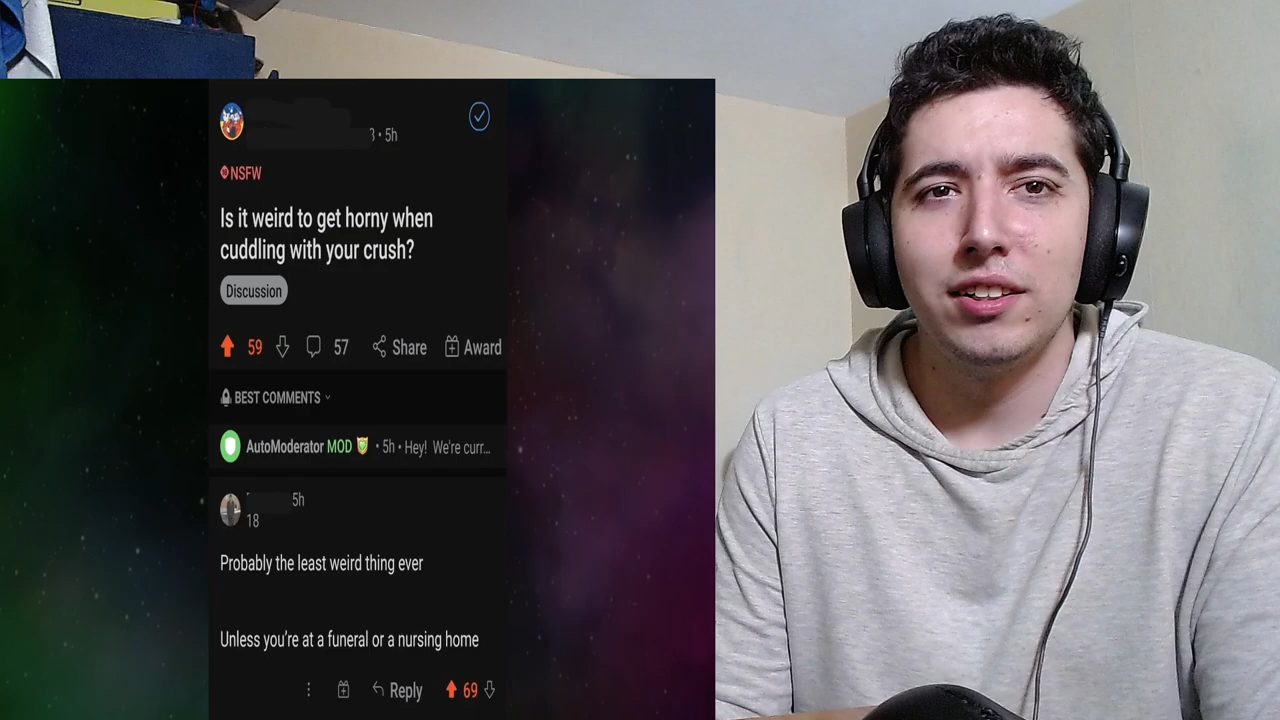 3 • 5h
NSFW
Is it weird to get horny when
cuddling with your crush?
Discussion
59 57 Share Award
BEST COMMENTS
AutoModerator MOD • 5h • Hey! We're curr...
5h
18
Probably the least weird thing ever
Unless you're at a funeral or a nursing home
Reply 69